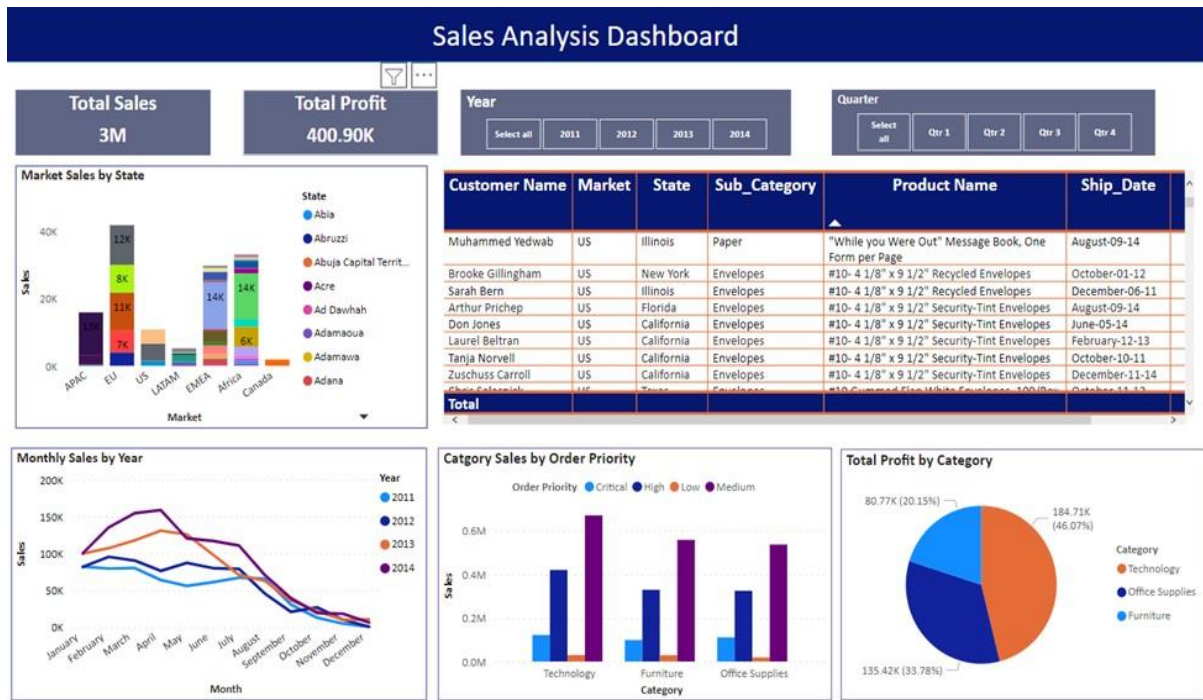 Sales Analysis Dashboard
Total Sales
3M
Total Profit
400.90K
Year
Select all 2011 2012 2013 2014
Quarter
Select all Qtr 1 Qtr 2 Qtr 3 Qtr 4
Market Sales by State
Sales
40K
20K
0K
12K
8K
11K
7K
14K
14K
6K
APAC EU US LATAM EMEA Africa Canada
Market
State
Abia
Abruzzi
Abuja Capital Territ...
Acre
Ad Dawhah
Adamaoua
Adamawa
Adana
Customer Name Market State Sub_Category Product Name Ship_Date
Muhammed Yedwab US Illinois Paper "While you Were Out" Message Book, One August-09-14
Form per Page
Brooke Gillingham US New York Envelopes #10- 4 1/8" x 9 1/2" Recycled Envelopes October-01-12
Sarah Bern US Illinois Envelopes #10- 4 1/8" x 9 1/2" Recycled Envelopes December-06-11
Arthur Prichep US Florida Envelopes #10- 4 1/8" x 9 1/2" Security-Tint Envelopes August-09-14
Don Jones US California Envelopes #10- 4 1/8" x 9 1/2" Security-Tint Envelopes June-05-14
Laurel Beltran US California Envelopes #10- 4 1/8" x 9 1/2" Security-Tint Envelopes February-12-13
Tanja Norvell US California Envelopes #10- 4 1/8" x 9 1/2" Security-Tint Envelopes October-10-11
Zuschuss Carroll US California Envelopes #10- 4 1/8" x 9 1/2" Security-Tint Envelopes December-11-14
Total
Monthly Sales by Year
Sales
200K
150K
100K
50K
0K
January February March April May June July August September October November December
Month
Year
2011
2012
2013
2014
Catgory Sales by Order Priority
Order Priority Critical High Low Medium
Sales
0.6M
0.4M
0.2M
0.0M
Technology Furniture Office Supplies
Category
Total Profit by Category
80.77K (20.15%)
184.71K
(46.07%)
135.42K (33.78%)
Category
Technology
Office Supplies
Furniture